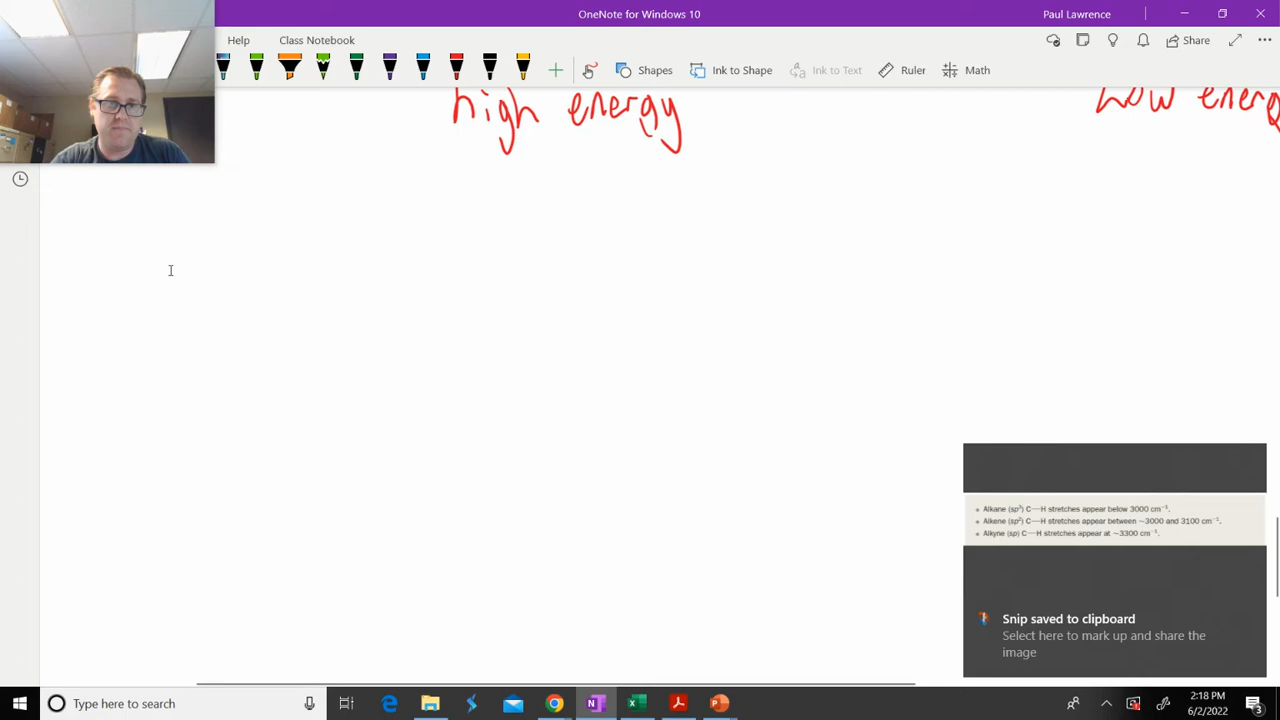 OneNote for Windows 10
Paul Lawrence
Help
Class Notebook
Share
Shapes
Ink to Shape
Ink to Text
Ruler
Math
high energy
Low energ
• Alkane (sp³) C—H stretches appear below 3000 cm⁻¹.
• Alkene (sp²) C—H stretches appear between ~3000 and 3100 cm⁻¹.
• Alkyne (sp) C—H stretches appear at ~3300 cm⁻¹.
Snip saved to clipboard
Select here to mark up and share the
image
Type here to search
2:18 PM
6/2/2022
3